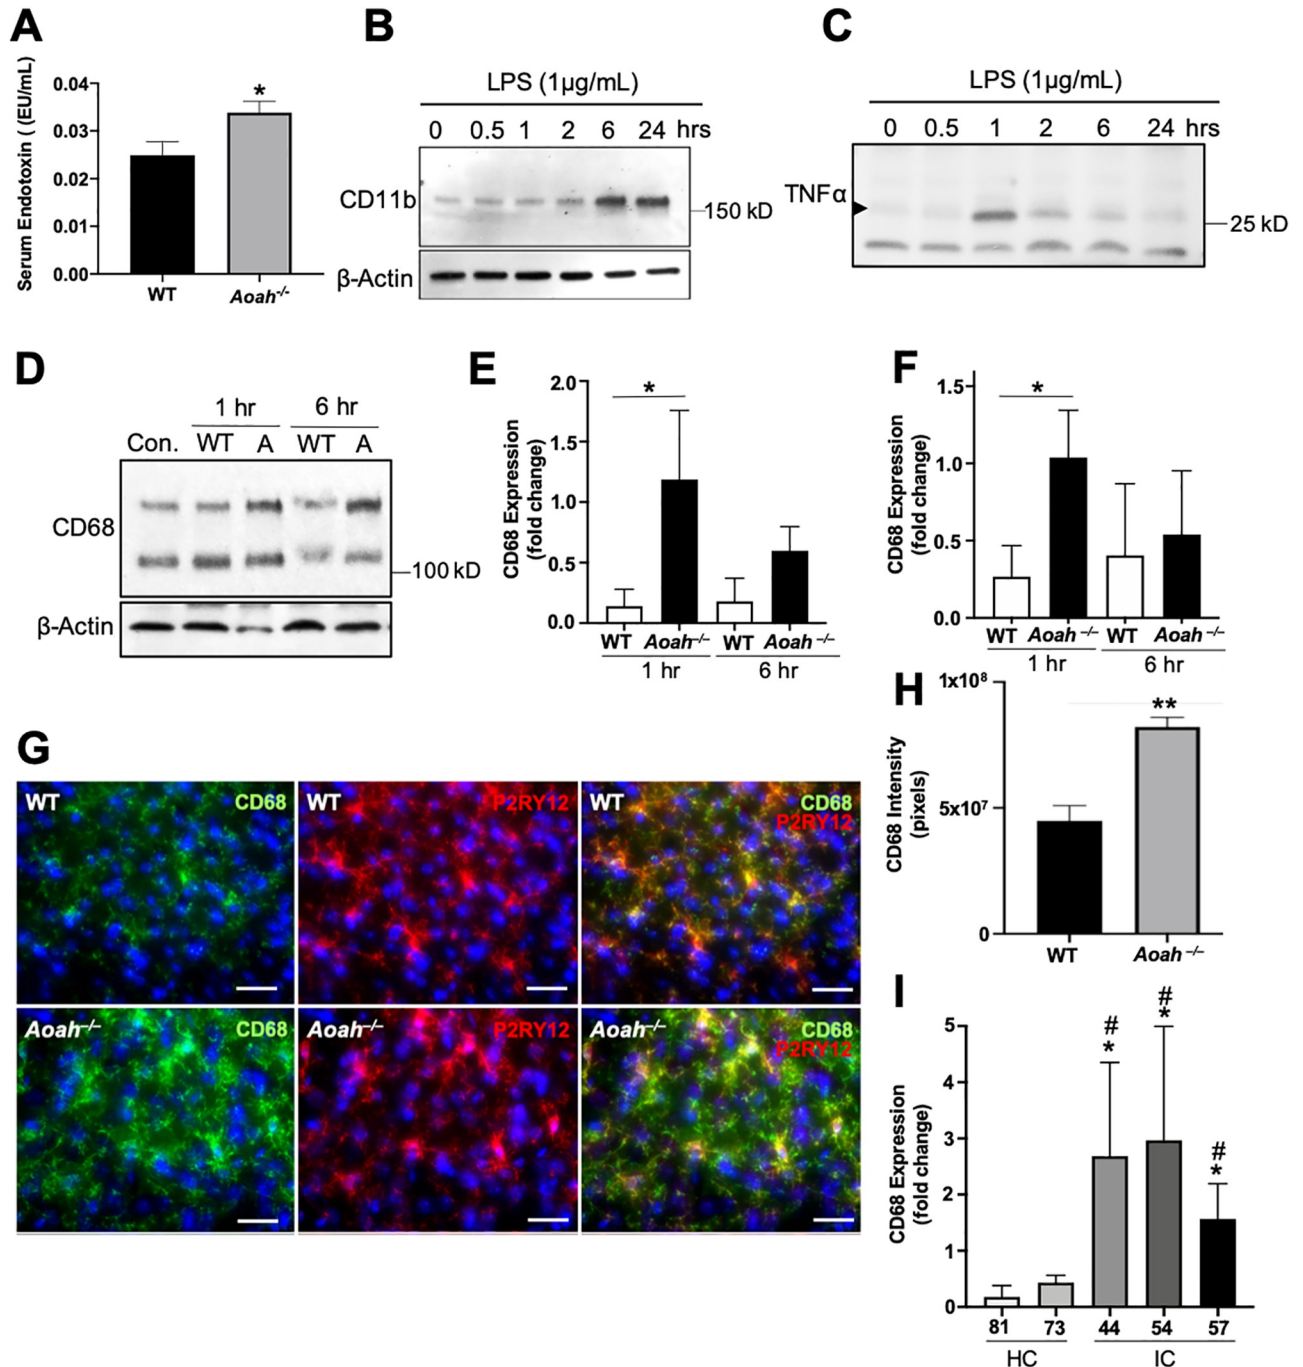 A
Serum Endotoxin ( (EU/mL)
0.04
0.03
0.02
0.01
0.00
*
WT
Aoah-/-
B
LPS (1µg/mL)
0 0.5 1 2 6 24 hrs
CD11b
150 kD
β-Actin
C
LPS (1µg/mL)
0 0.5 1 2 6 24 hrs
TNFα
25 kD
D
1 hr 6 hr
Con. WT A WT A
CD68
100 kD
β-Actin
E
CD68 Expression
(fold change)
2.0
1.5
1.0
0.5
0.0
*
WT Aoah-/- WT Aoah -/-
1 hr 6 hr
F
CD68 Expression
(fold change)
1.5
1.0
0.5
0.0
*
WT Aoah -/- WT Aoah -/-
1 hr 6 hr
G
WT CD68
WT P2RY12
WT CD68
P2RY12
Aoah-/- CD68
Aoah-/- P2RY12
Aoah-/- CD68
P2RY12
H
CD68 Intensity
(pixels)
1x10⁸
5x10⁷
0
**
WT Aoah -/-
I
CD68 Expression
(fold change)
5
4
3
2
1
0
# # #
* * *
81 73 44 54 57
HC IC